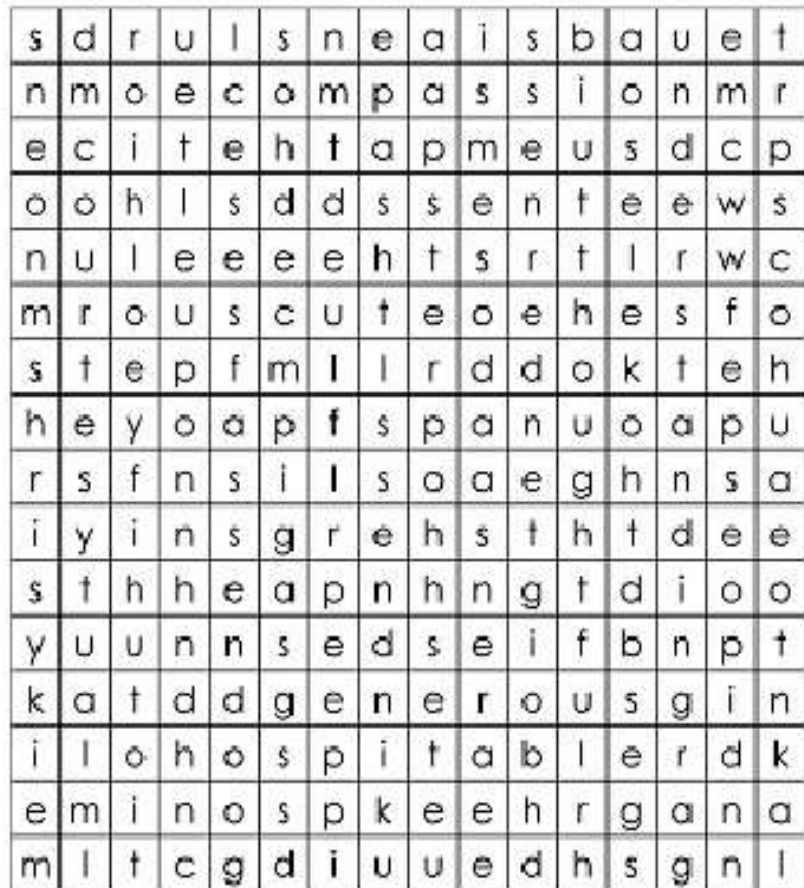 s d r u l s n e a i s b a u e t
n m o e c o m p a s s i o n m r
e c i t e h t a p m e u s d c p
o o h l s d d s s e n t e e w s
n u l e e e e h t s r t l r w c
m r o u s c u t e o e h e s f o
s t e p f m l l r d d o k t e h
h e y o a p f s p a n u o a p u
r s f n s i l s o a e g h n s a
i y i n s g r e h s t h t d e e
s t h h e a p n h n g t d i o o
y u u n n s e d s e i f b n p t
k a t d d g e n e r o u s g i n
i l o h o s p i t a b l e r d k
e m i n o s p k e e h r g a n a
m l t c g d i u u e d h s g n l